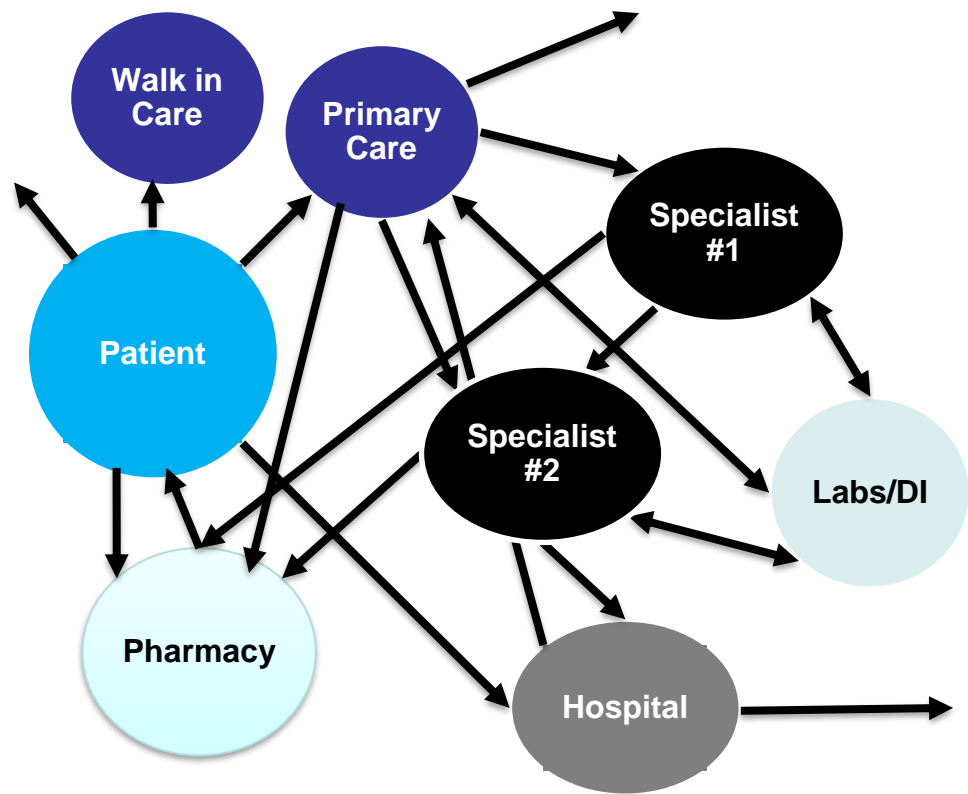 Walk in
Care
Primary
Care
Specialist
#1
Patient
Specialist
#2
Labs/DI
Pharmacy
Hospital